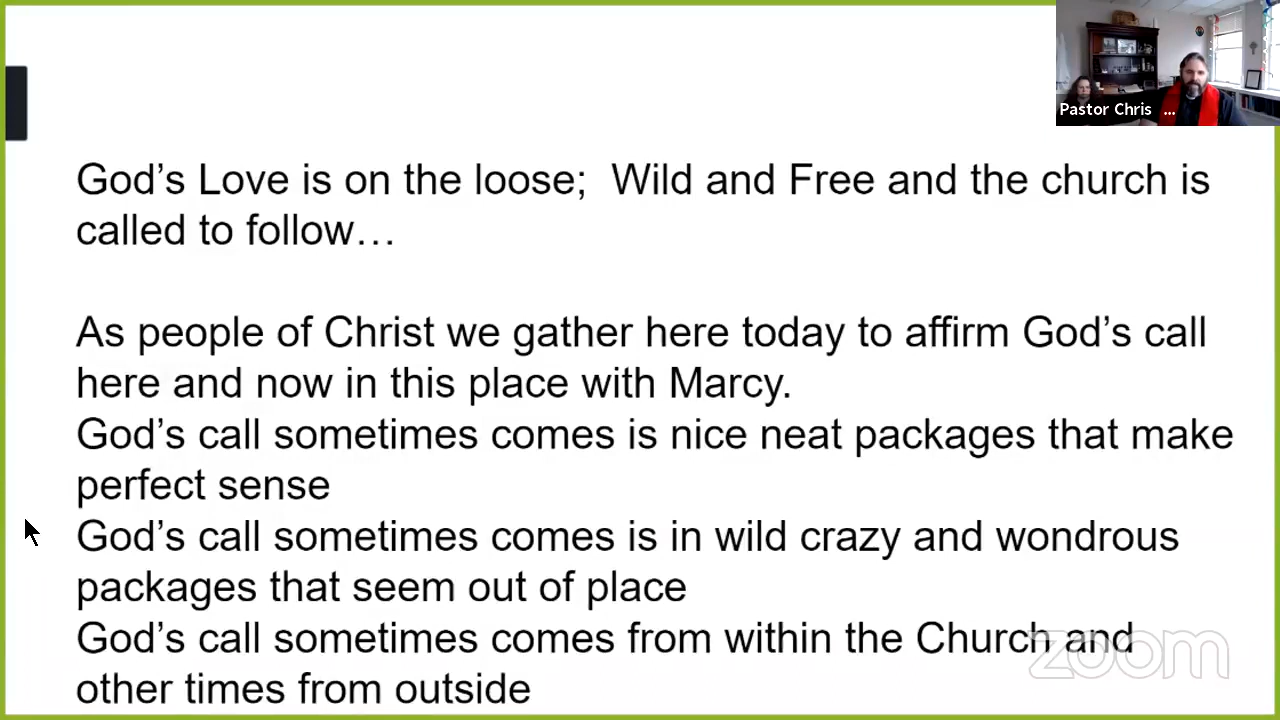 Pastor Chris ...
God’s Love is on the loose;  Wild and Free and the church is
called to follow…
As people of Christ we gather here today to affirm God’s call
here and now in this place with Marcy.
God’s call sometimes comes is nice neat packages that make
perfect sense
God’s call sometimes comes is in wild crazy and wondrous
packages that seem out of place
God’s call sometimes comes from within the Church and
other times from outside
zoom